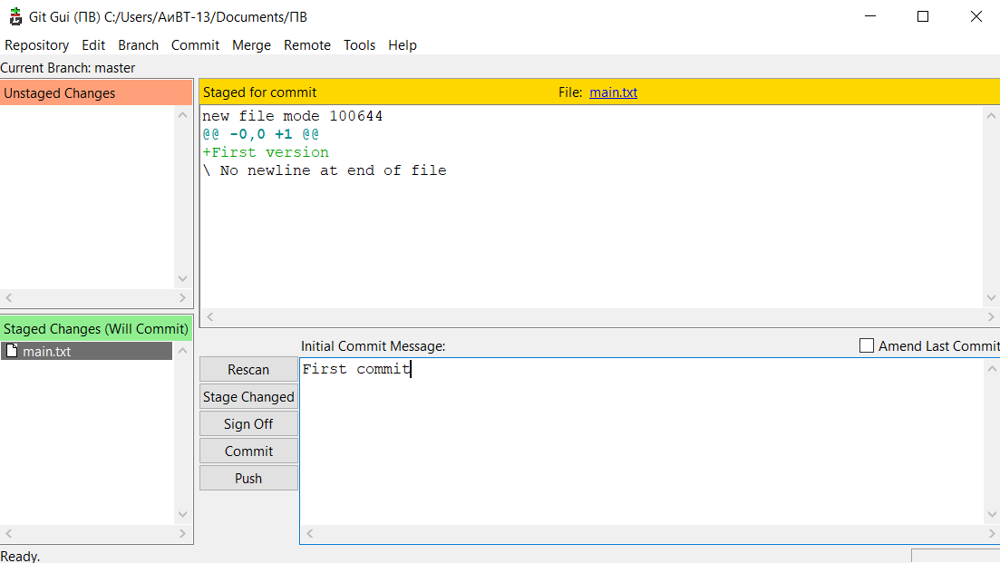 Git Gui (ПВ) C:/Users/АиВТ-13/Documents/ПВ
Repository Edit Branch Commit Merge Remote Tools Help
Current Branch: master
Unstaged Changes
Staged for commit File: main.txt
new file mode 100644
@@ -0,0 +1 @@
+First version
\ No newline at end of file
Staged Changes (Will Commit)
main.txt
Initial Commit Message: Amend Last Commit
First commit
Rescan
Stage Changed
Sign Off
Commit
Push
Ready.